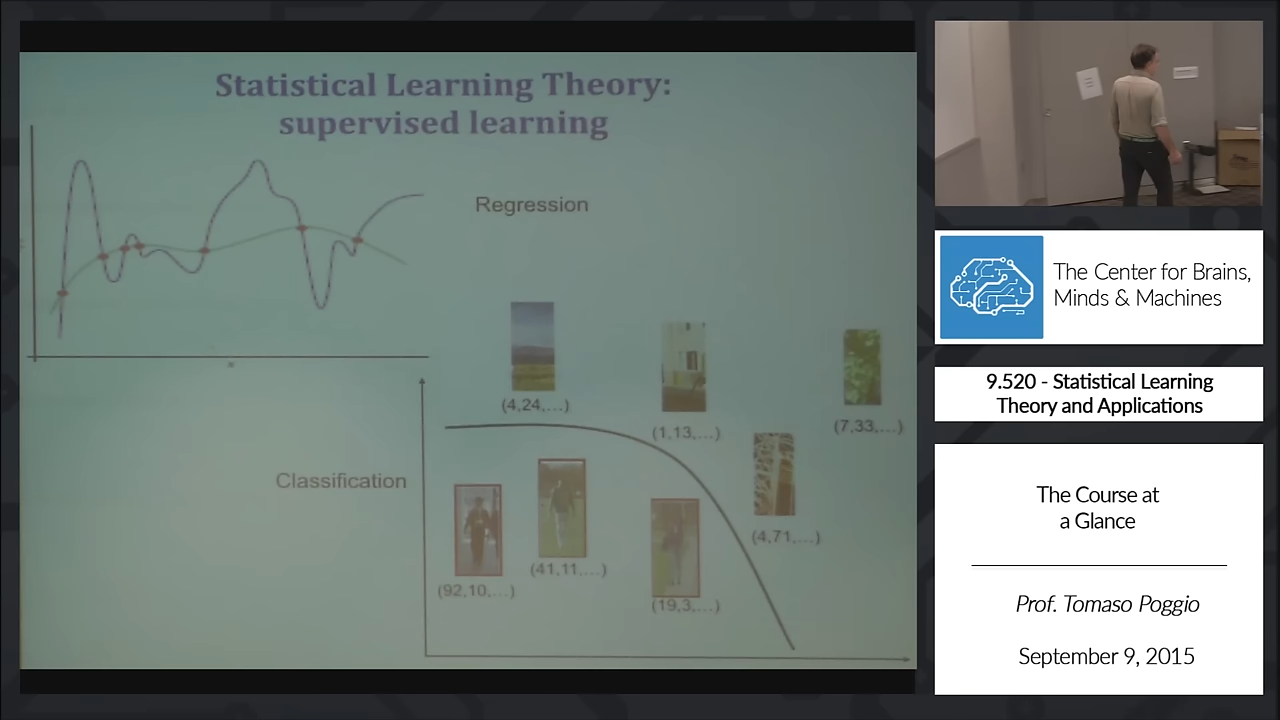 Statistical Learning Theory:
supervised learning
Regression
(4,24,...)
(1,13,...)
(7,33,...)
Classification
(4,71,...)
(41,11,...)
(92,10,...)
(19,3,...)
The Center for Brains,
Minds & Machines
9.520 - Statistical Learning
Theory and Applications
The Course at
a Glance
Prof. Tomaso Poggio
September 9, 2015